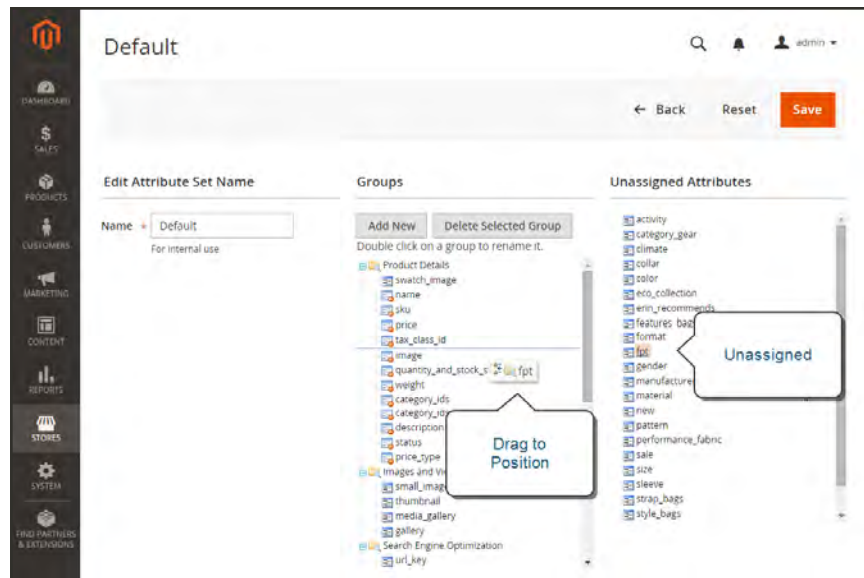 Default
admin
DASHBOARD
← Back
Reset
Save
SALES
PRODUCTS
CUSTOMERS
MARKETING
CONTENT
REPORTS
STORES
SYSTEM
FIND PARTNERS
& EXTENSIONS
Edit Attribute Set Name
Name * Default
For internal use
Groups
Add New
Delete Selected Group
Double click on a group to rename it.
Product Details
swatch_image
name
sku
price
tax_class_id
image
quantity_and_stock_s
fpt
weight
category_ids
category_ids
description
status
price_type
Images and Vi
small_imag
thumbnail
media_gallery
gallery
Search Engine Optimization
url_key
Drag to
Position
Unassigned Attributes
activity
category_gear
climate
collar
color
eco_collection
erin_recommends
features_bags
format
fpt
gender
manufacturer
material
new
pattern
performance_fabric
sale
size
sleeve
strap_bags
style_bags
Unassigned